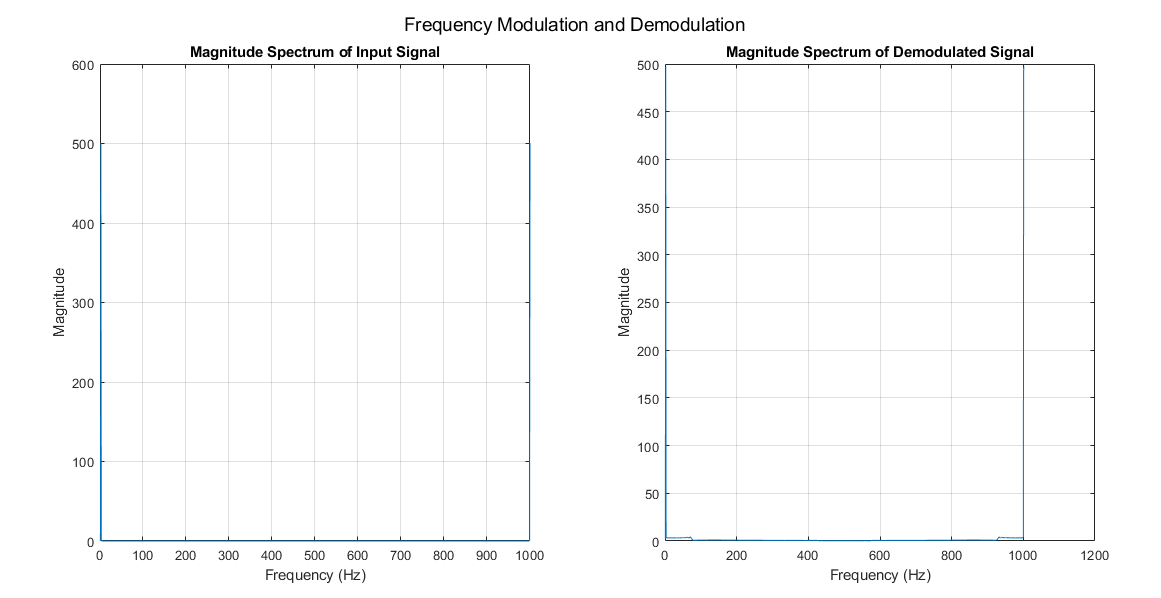 Frequency Modulation and Demodulation
Magnitude Spectrum of Input Signal
600
500
400
300
200
100
0
Magnitude
0 100 200 300 400 500 600 700 800 900 1000
Frequency (Hz)
Magnitude Spectrum of Demodulated Signal
500
450
400
350
300
250
200
150
100
50
0
Magnitude
0 200 400 600 800 1000 1200
Frequency (Hz)